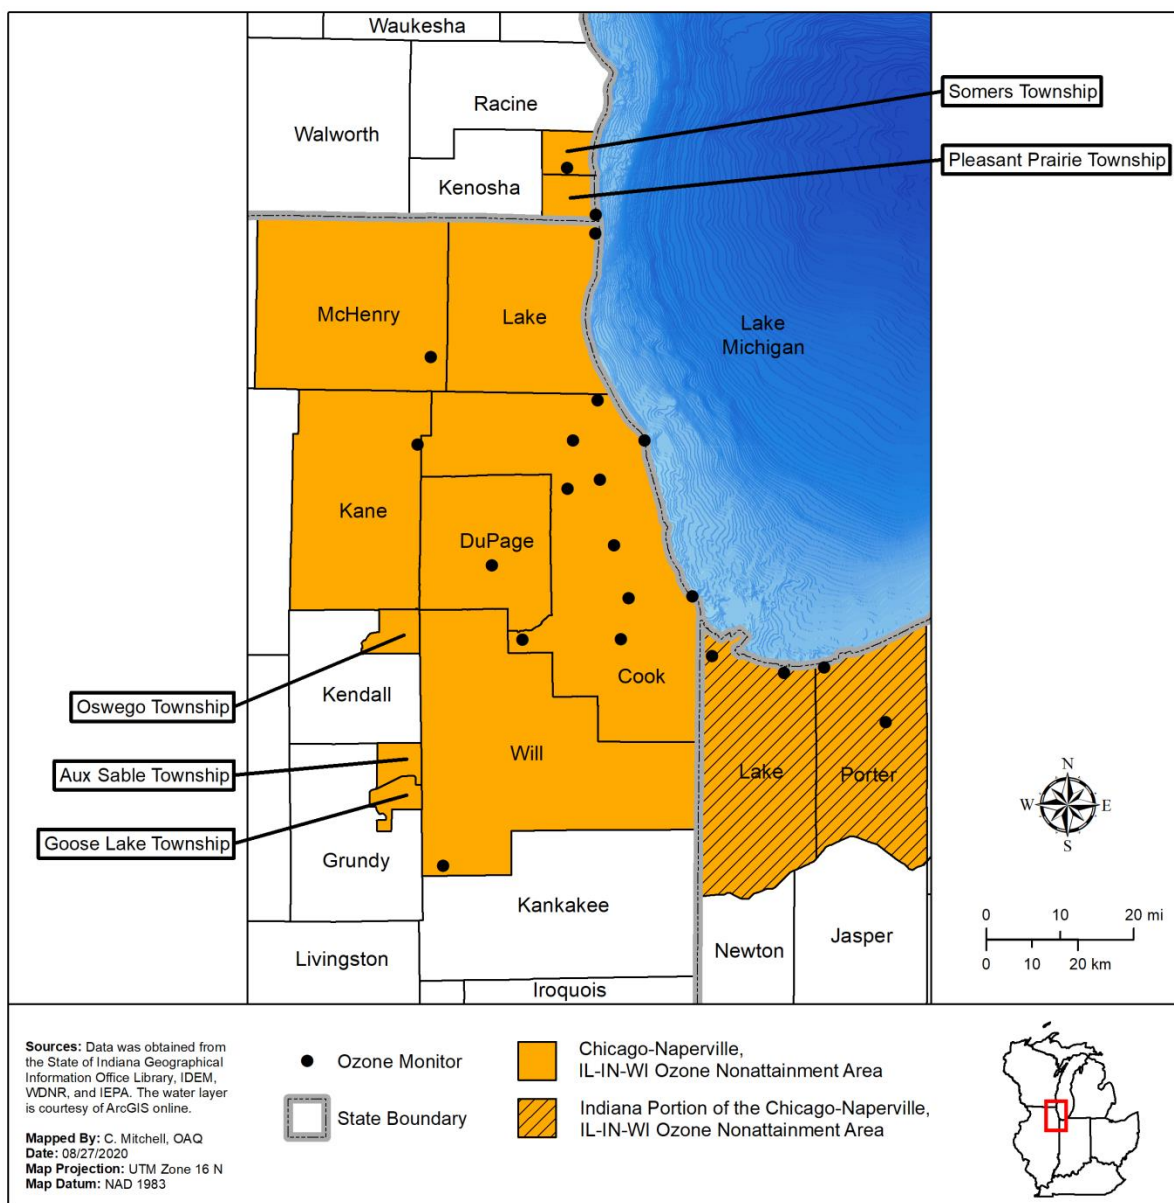 Waukesha
Somers Township
Racine
Walworth
Pleasant Prairie Township
Kenosha
McHenry
Lake
Lake
Michigan
Kane
DuPage
Cook
Kendall
Oswego Township
Will
Lake
Porter
Aux Sable Township
Goose Lake Township
Grundy
Kankakee
Newton
Jasper
Livingston
Iroquois
N
W
E
S
0 10 20 mi
0 10 20 km
Sources: Data was obtained from
the State of Indiana Geographical
Information Office Library, IDEM,
WDNR, and IEPA. The water layer
is courtesy of ArcGIS online.
Mapped By: C. Mitchell, OAQ
Date: 08/27/2020
Map Projection: UTM Zone 16 N
Map Datum: NAD 1983
Ozone Monitor
State Boundary
Chicago-Naperville,
IL-IN-WI Ozone Nonattainment Area
Indiana Portion of the Chicago-Naperville,
IL-IN-WI Ozone Nonattainment Area